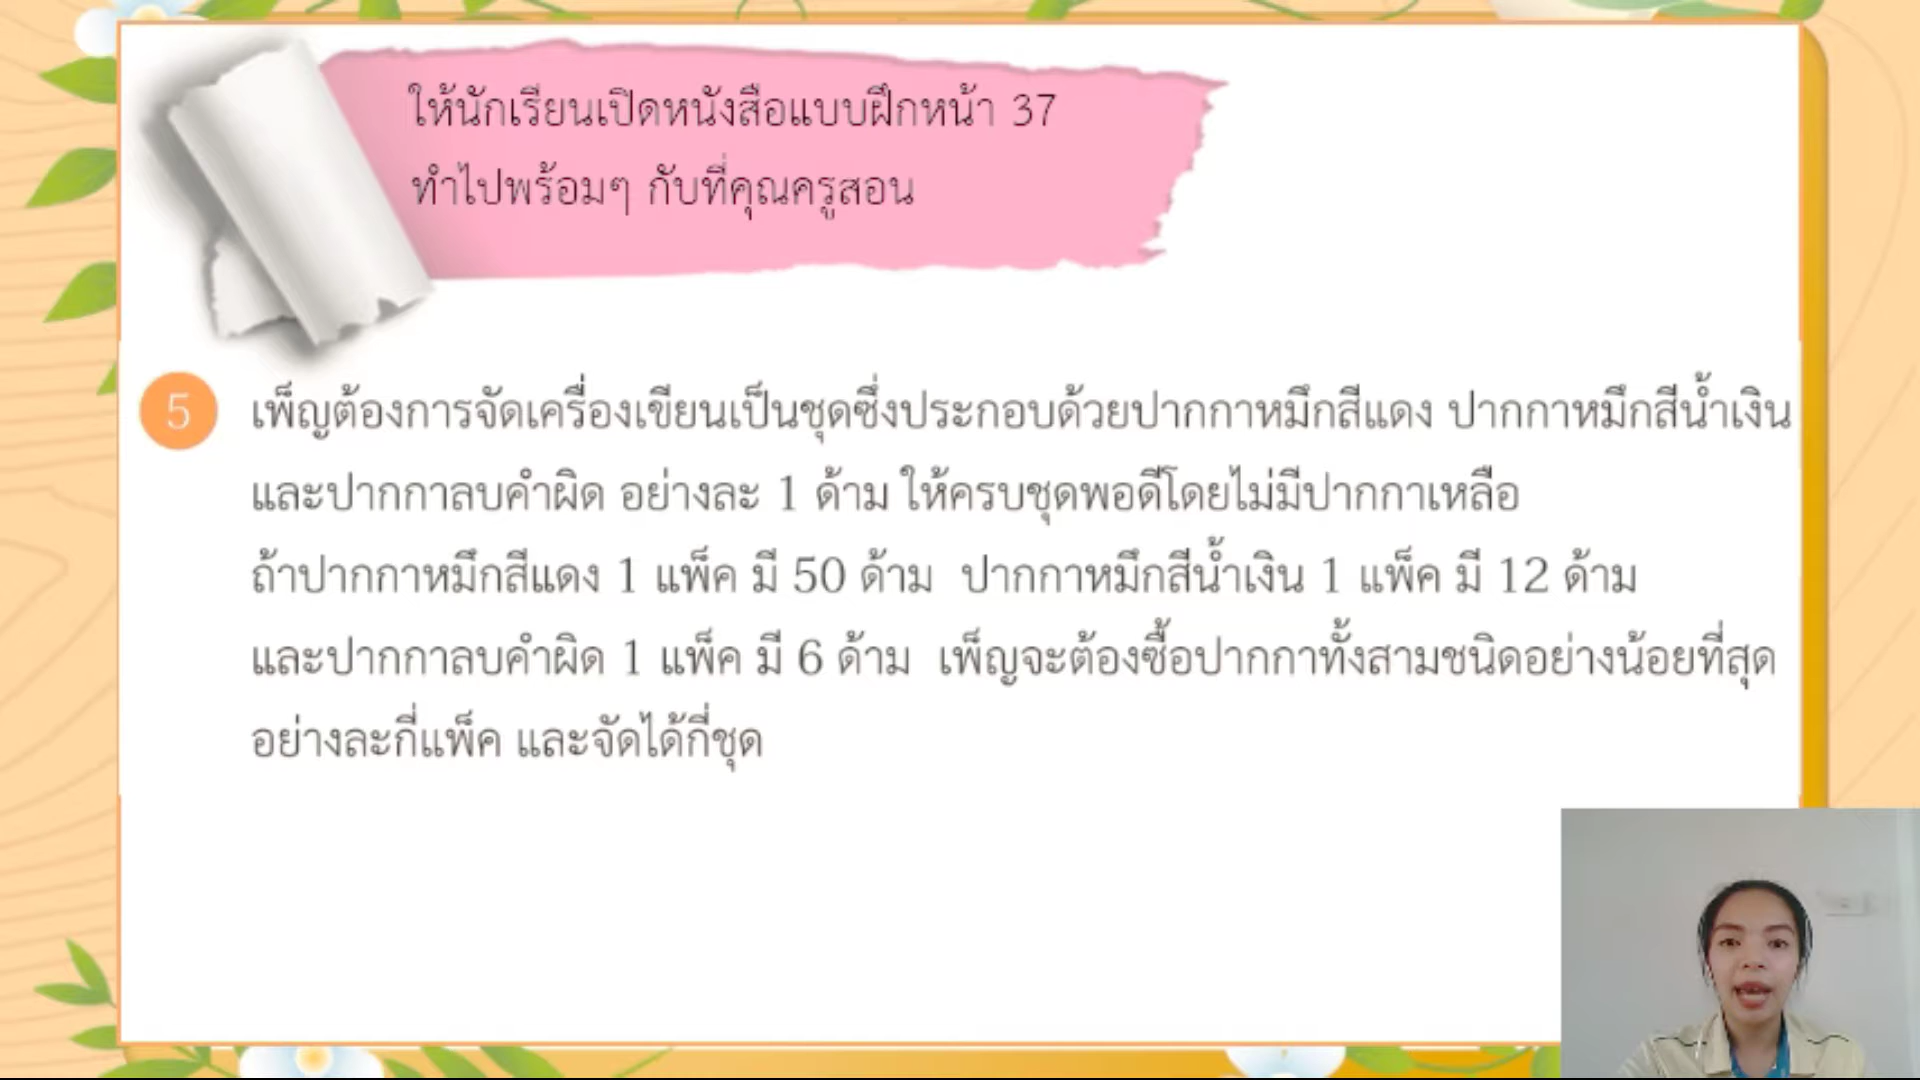 ให้นักเรียนเปิดหนังสือแบบฝึกหน้า 37
ทำไปพร้อมๆ กับที่คุณครูสอน
5 เพ็ญต้องการจัดเครื่องเขียนเป็นชุดซึ่งประกอบด้วยปากกาหมึกสีแดง ปากกาหมึกสีน้ำเงิน
และปากกาลบคำผิด อย่างละ 1 ด้าม ให้ครบชุดพอดีโดยไม่มีปากกาเหลือ
ถ้าปากกาหมึกสีแดง 1 แพ็ค มี 50 ด้าม ปากกาหมึกสีน้ำเงิน 1 แพ็ค มี 12 ด้าม
และปากกาลบคำผิด 1 แพ็ค มี 6 ด้าม เพ็ญจะต้องซื้อปากกาทั้งสามชนิดอย่างน้อยที่สุด
อย่างละกี่แพ็ค และจัดได้กี่ชุด